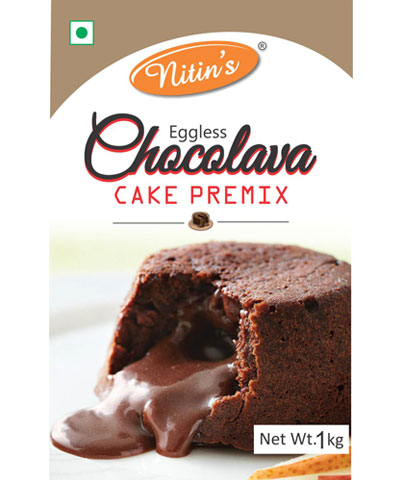 Nitin's ®
Eggless
Chocolava
CAKE PREMIX
Net Wt.1kg